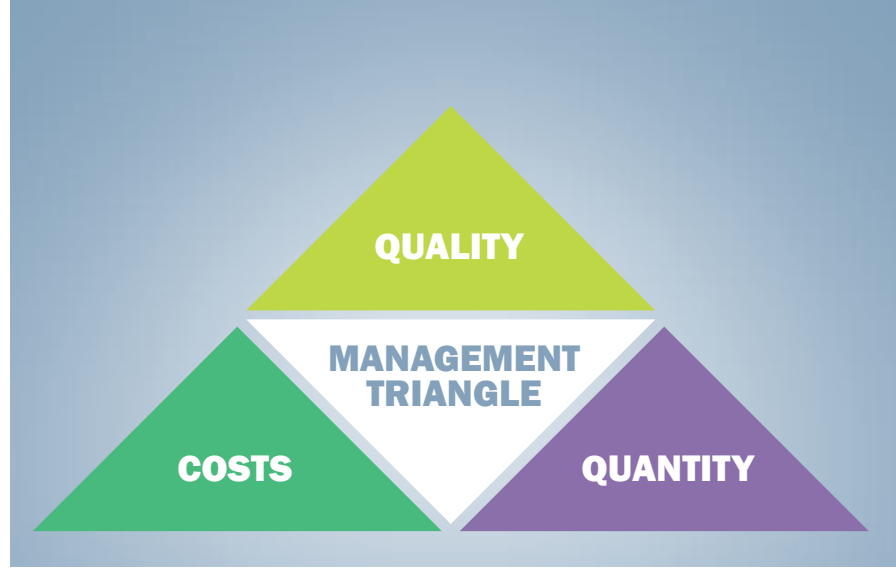 QUALITY
MANAGEMENT
TRIANGLE
COSTS
QUANTITY